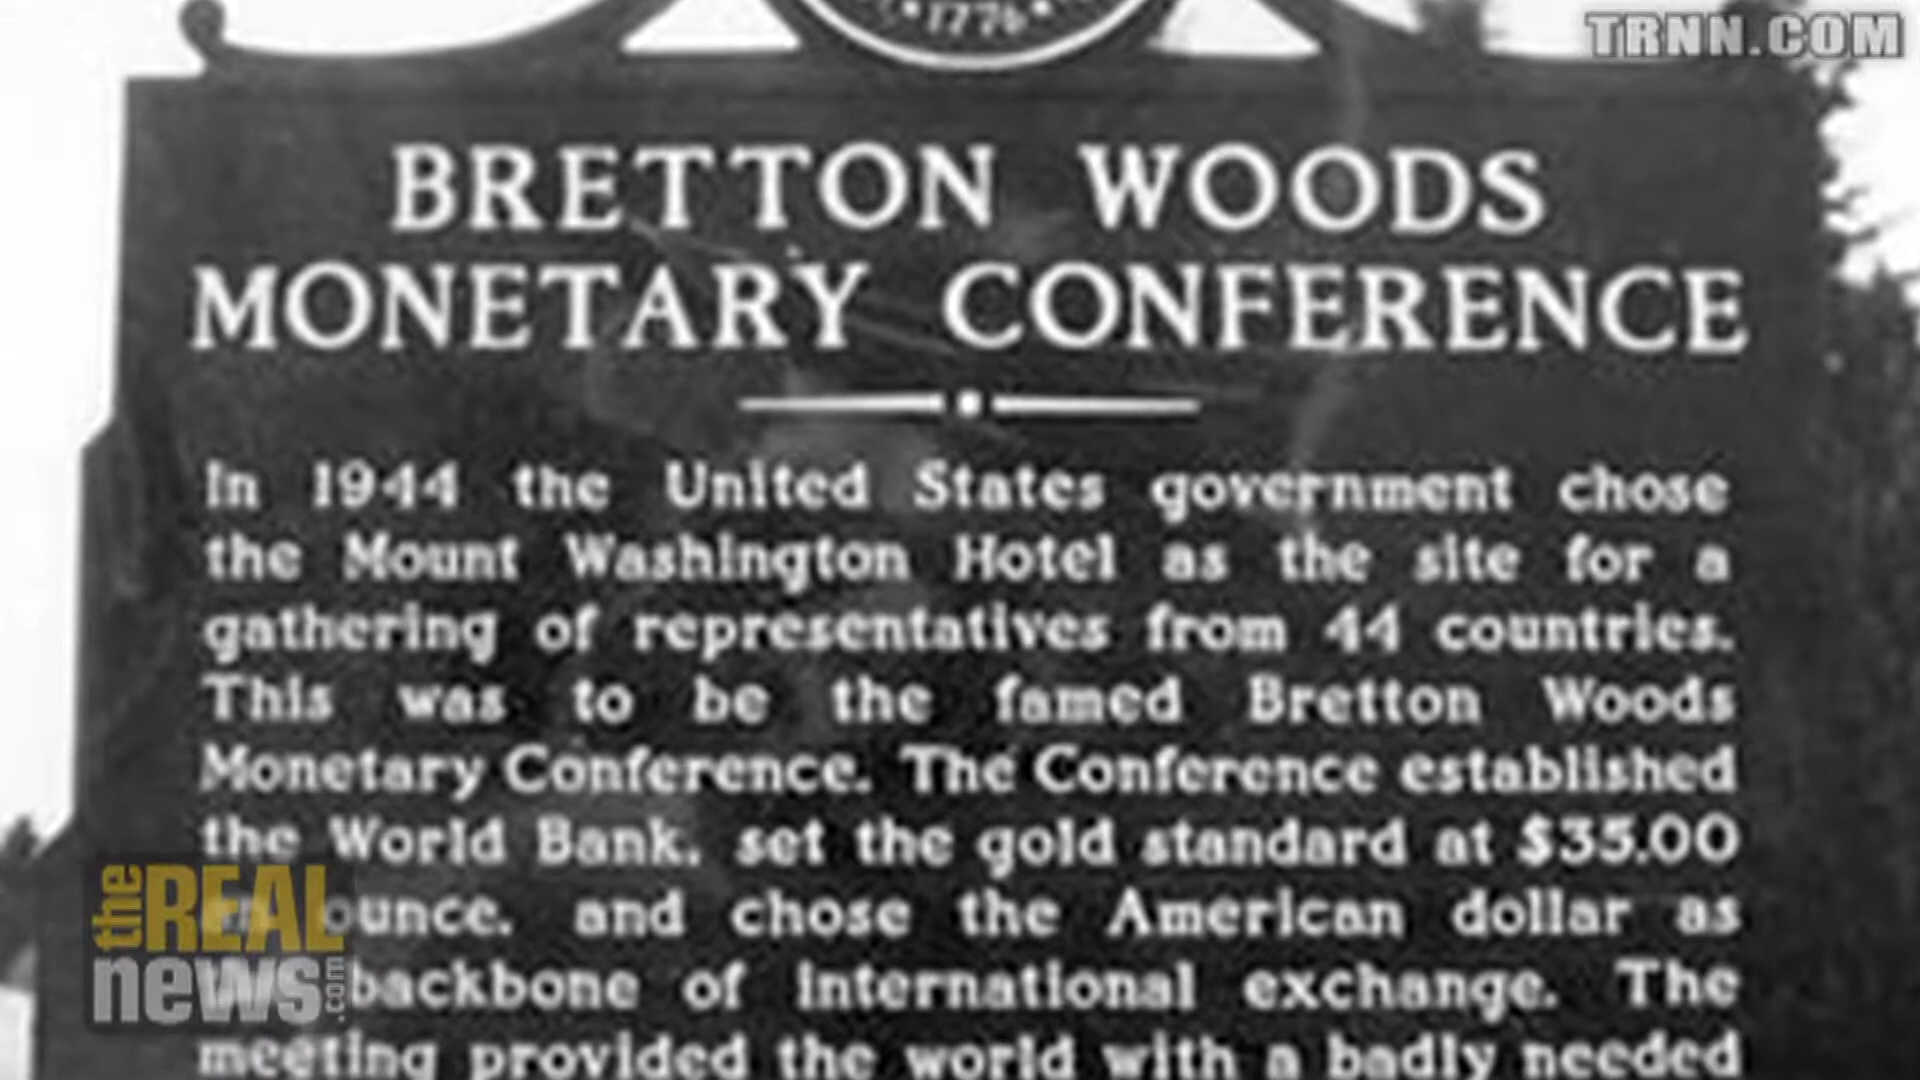 1776
TRNN.COM
BRETTON WOODS
MONETARY CONFERENCE
In 1944 the United States government chose
the Mount Washington Hotel as the site for a
gathering of representatives from 44 countries.
This was to be the famed Bretton Woods
Monetary Conference. The Conference established
the World Bank, set the gold standard at $35.00
ounce, and chose the American dollar as
backbone of international exchange. The
meeting provided the world with a badly needed
the REAL
news.com